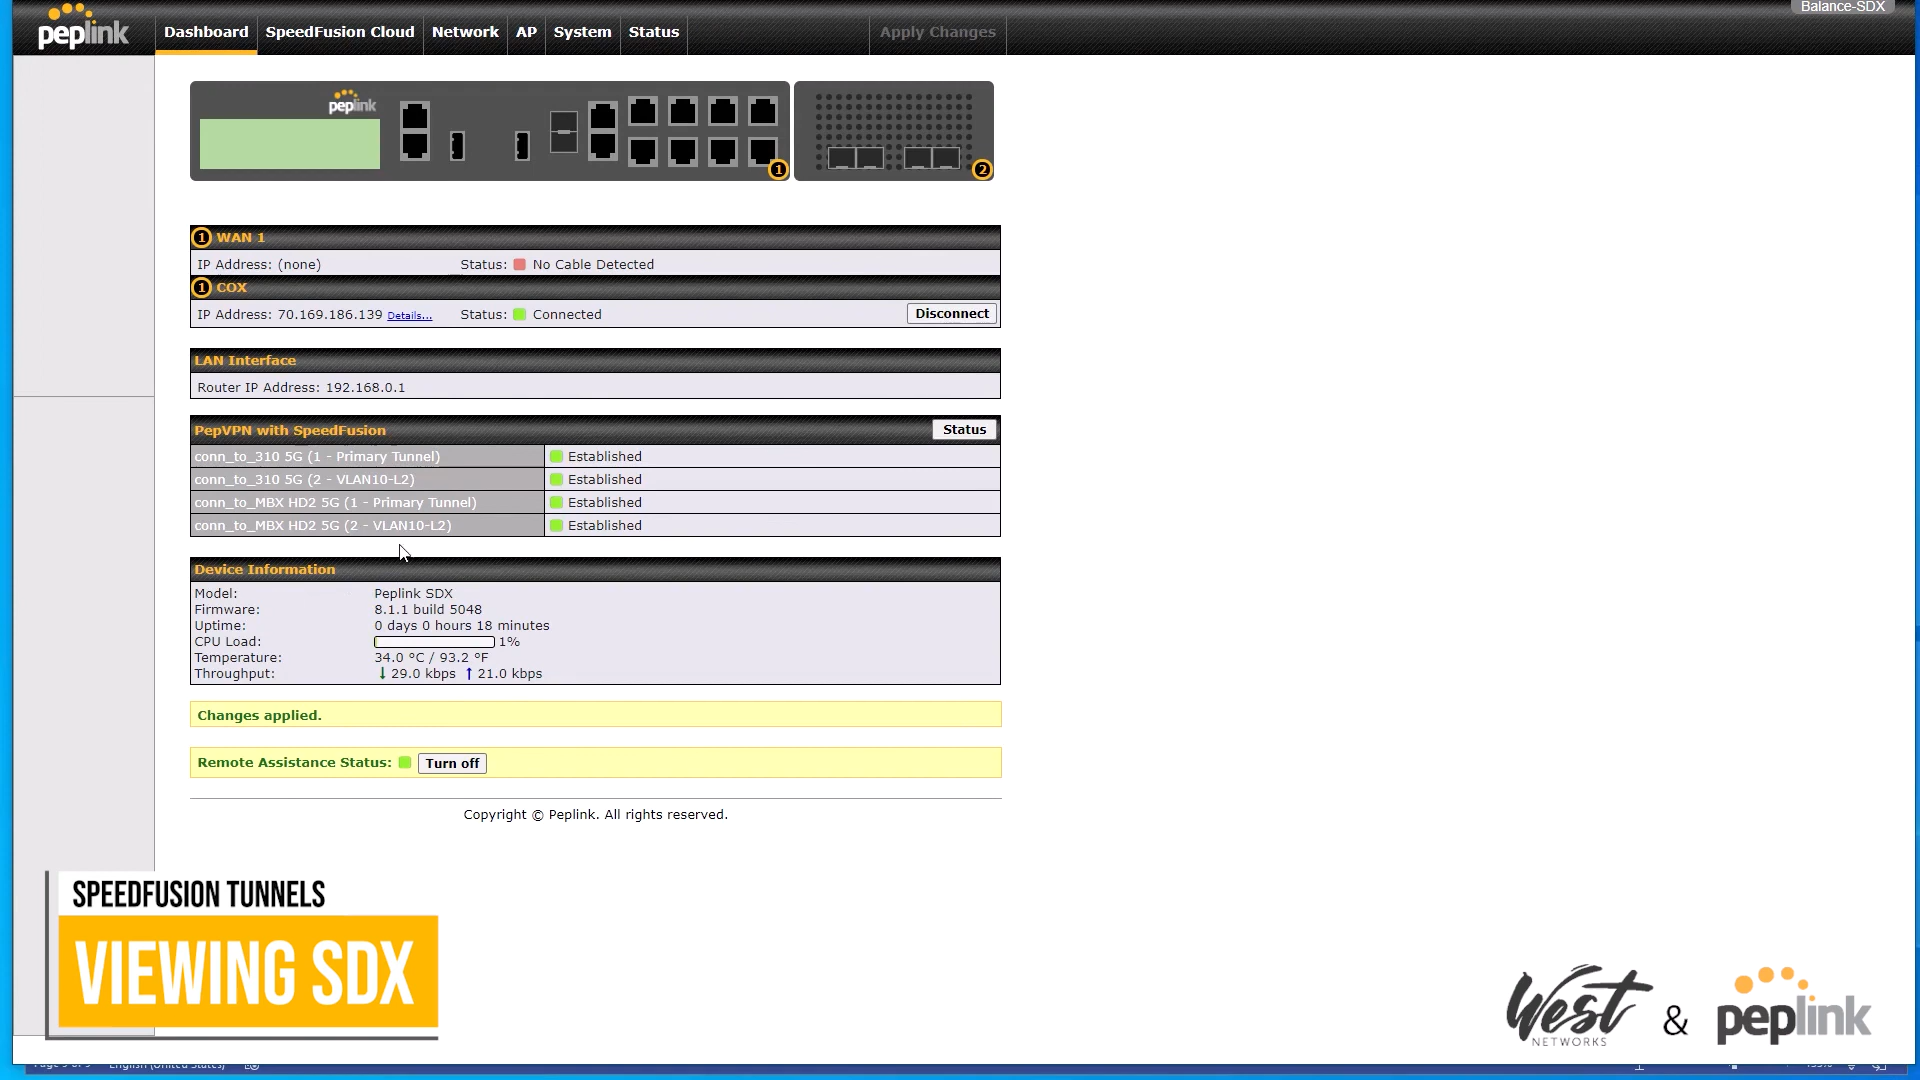 Balance-SDX
peplink
Dashboard SpeedFusion Cloud Network AP System Status Apply Changes
peplink
1 2
1 WAN 1
IP Address: (none) Status: No Cable Detected
1 COX
IP Address: 70.169.186.139 Details... Status: Connected Disconnect
LAN Interface
Router IP Address: 192.168.0.1
PepVPN with SpeedFusion Status
conn_to_310 5G (1 - Primary Tunnel) Established
conn_to_310 5G (2 - VLAN10-L2) Established
conn_to_MBX HD2 5G (1 - Primary Tunnel) Established
conn_to_MBX HD2 5G (2 - VLAN10-L2) Established
Device Information
Model: Peplink SDX
Firmware: 8.1.1 build 5048
Uptime: 0 days 0 hours 18 minutes
CPU Load: 1%
Temperature: 34.0 °C / 93.2 °F
Throughput: ↓ 29.0 kbps ↑ 21.0 kbps
Changes applied.
Remote Assistance Status: Turn off
Copyright © Peplink. All rights reserved.
SPEEDFUSION TUNNELS
VIEWING SDX
West
NETWORKS
& peplink
English (United States)